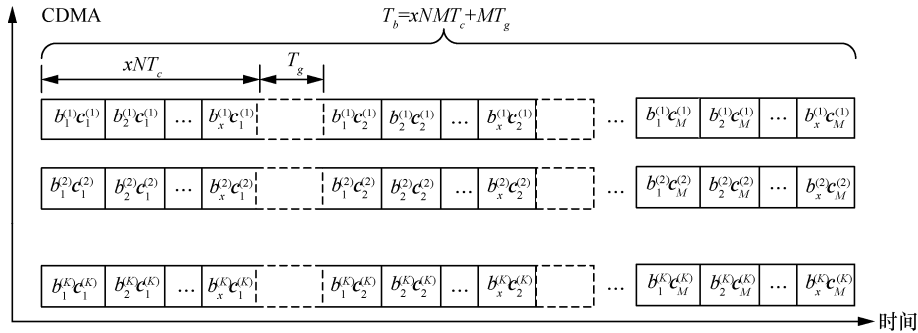 CDMA
T_b=xNMT_c+MT_g
xNT_c T_g
b_1^{(1)}c_1^{(1)} b_2^{(1)}c_1^{(1)} … b_x^{(1)}c_1^{(1)} b_1^{(1)}c_2^{(1)} b_2^{(1)}c_2^{(1)} … b_x^{(1)}c_2^{(1)} … b_1^{(1)}c_M^{(1)} b_2^{(1)}c_M^{(1)} … b_x^{(1)}c_M^{(1)}
b_1^{(2)}c_1^{(2)} b_2^{(2)}c_1^{(2)} … b_x^{(2)}c_1^{(2)} b_1^{(2)}c_2^{(2)} b_2^{(2)}c_2^{(2)} … b_x^{(2)}c_2^{(2)} … b_1^{(2)}c_M^{(2)} b_2^{(2)}c_M^{(2)} … b_x^{(2)}c_M^{(2)}
b_1^{(K)}c_1^{(K)} b_2^{(K)}c_1^{(K)} … b_x^{(K)}c_1^{(K)} b_1^{(K)}c_2^{(K)} b_2^{(K)}c_2^{(K)} … b_x^{(K)}c_2^{(K)} … b_1^{(K)}c_M^{(K)} b_2^{(K)}c_M^{(K)} … b_x^{(K)}c_M^{(K)}
时间